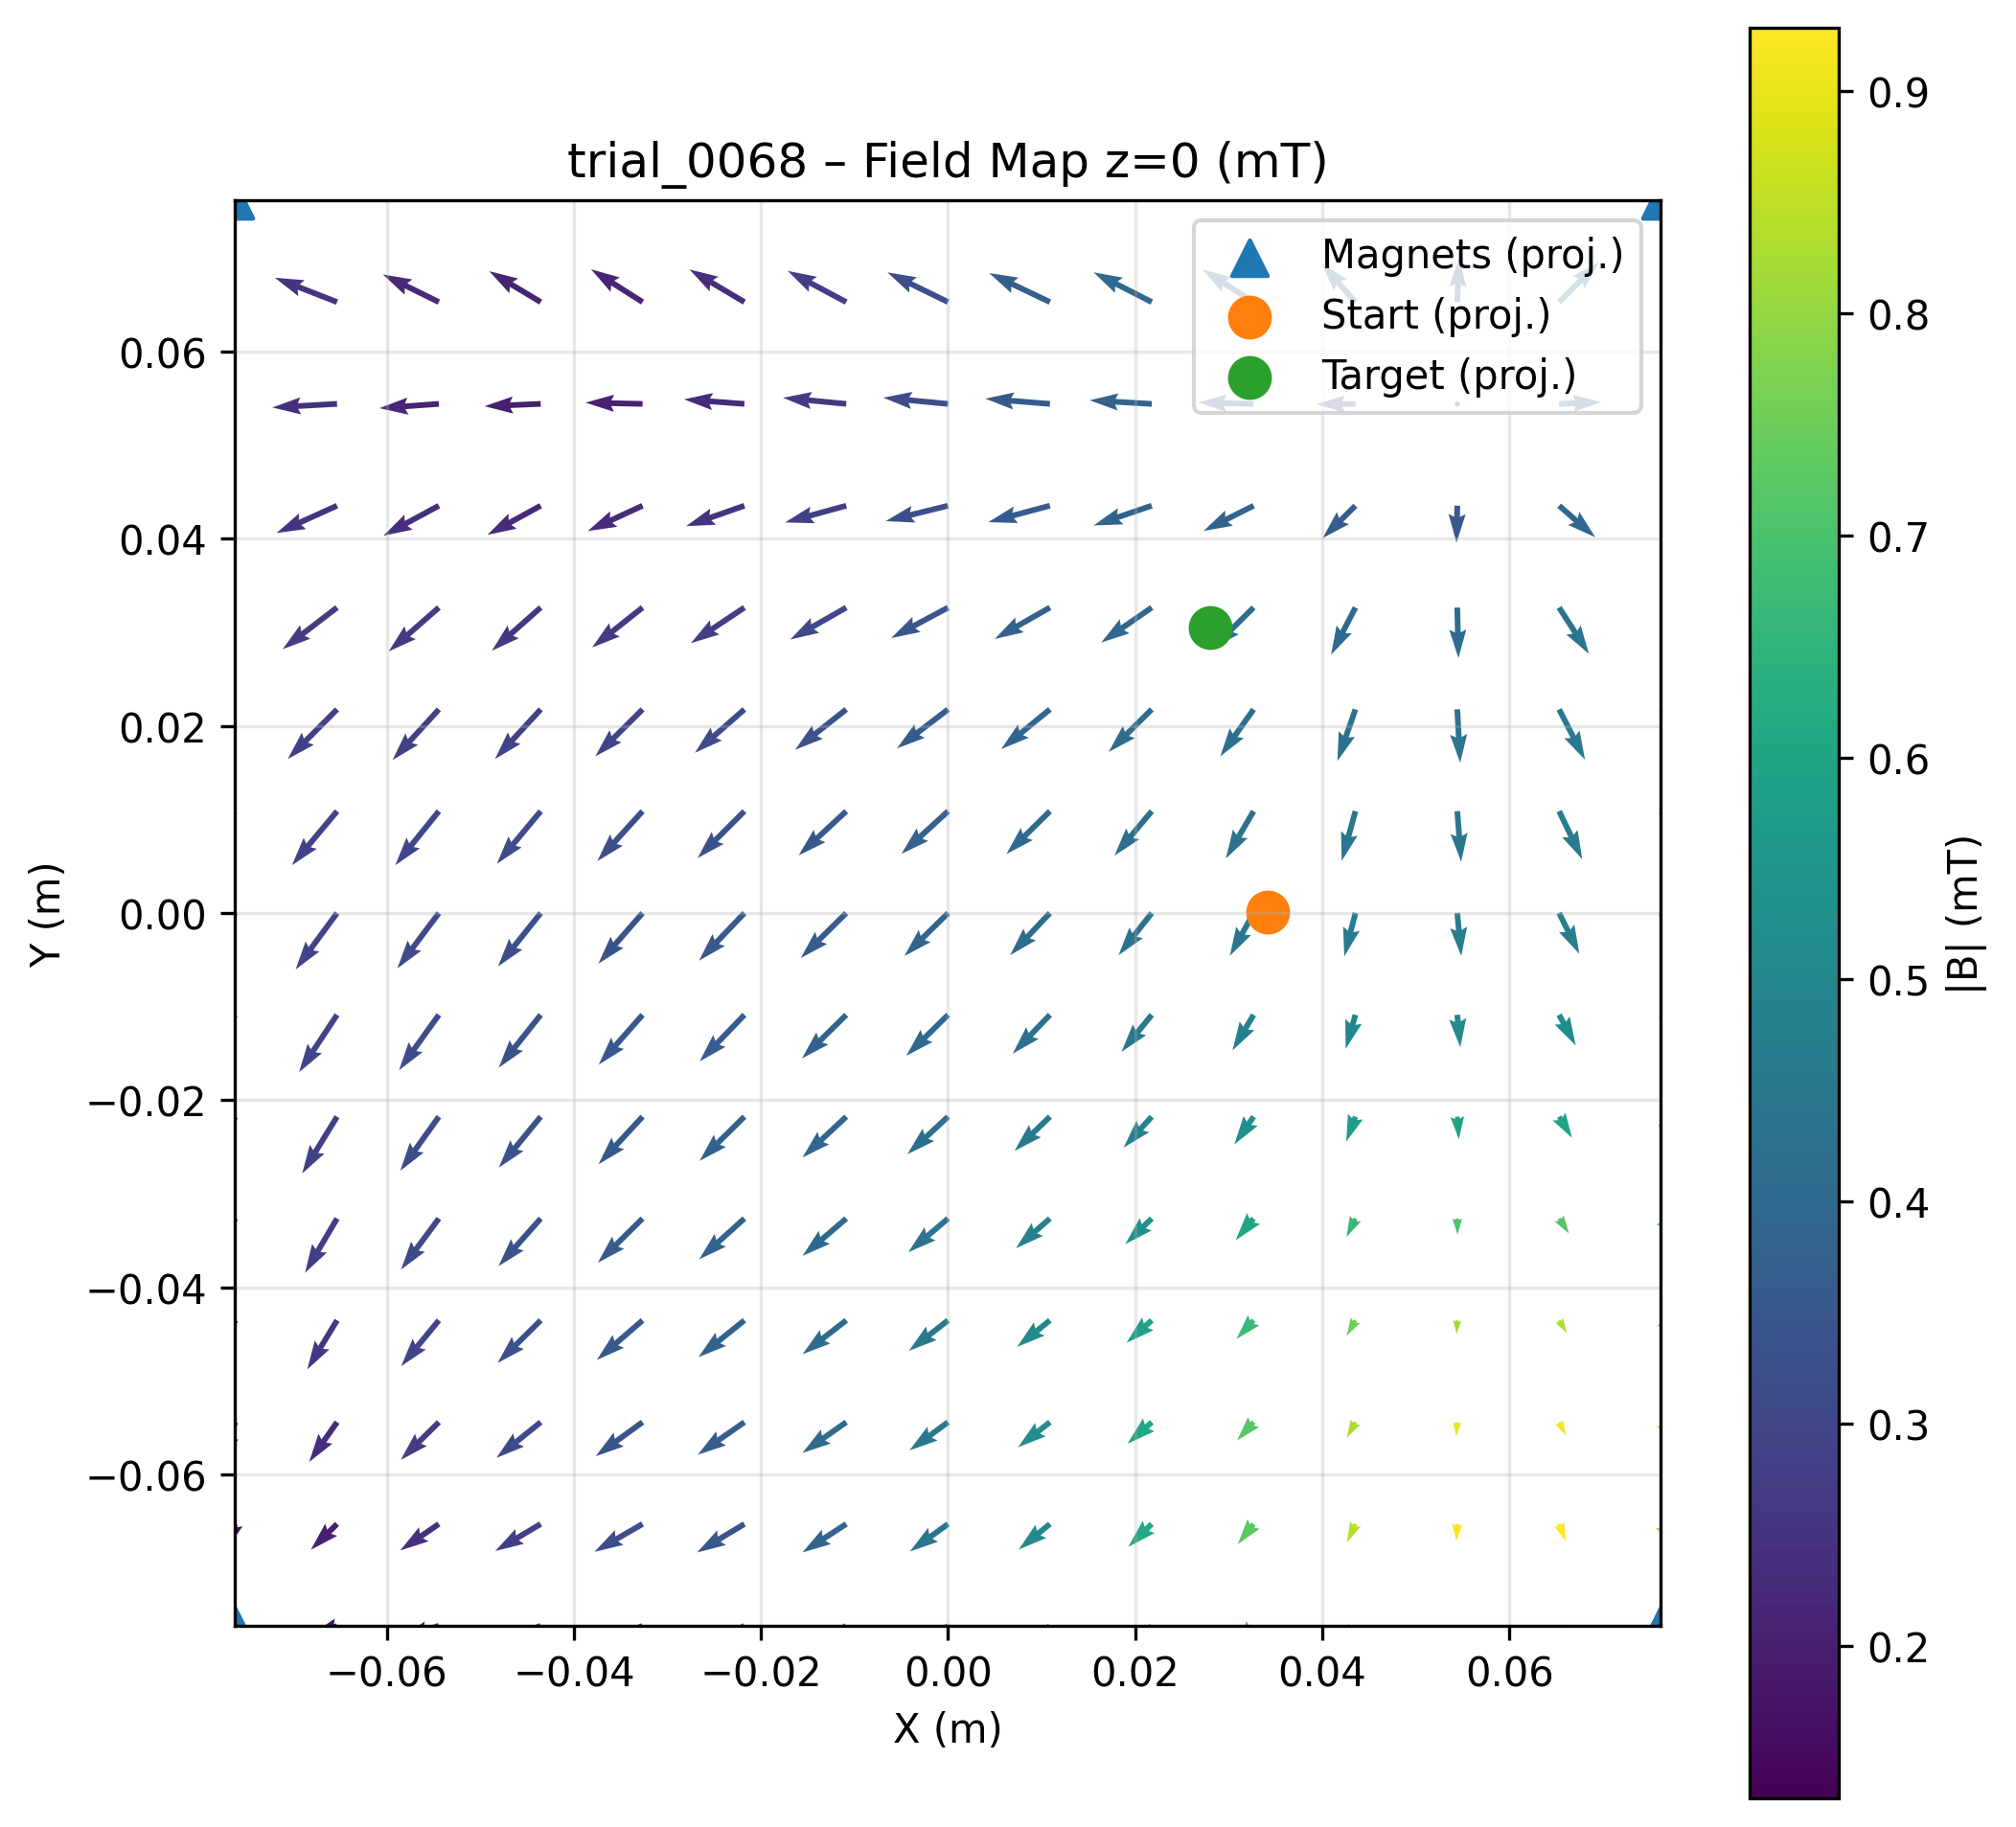 trial_0068 – Field Map z=0 (mT)
Magnets (proj.)
Start (proj.)
Target (proj.)
0.06
0.04
0.02
0.00
−0.02
−0.04
−0.06
Y (m)
−0.06 −0.04 −0.02 0.00 0.02 0.04 0.06
X (m)
0.9
0.8
0.7
0.6
0.5
0.4
0.3
0.2
|B| (mT)